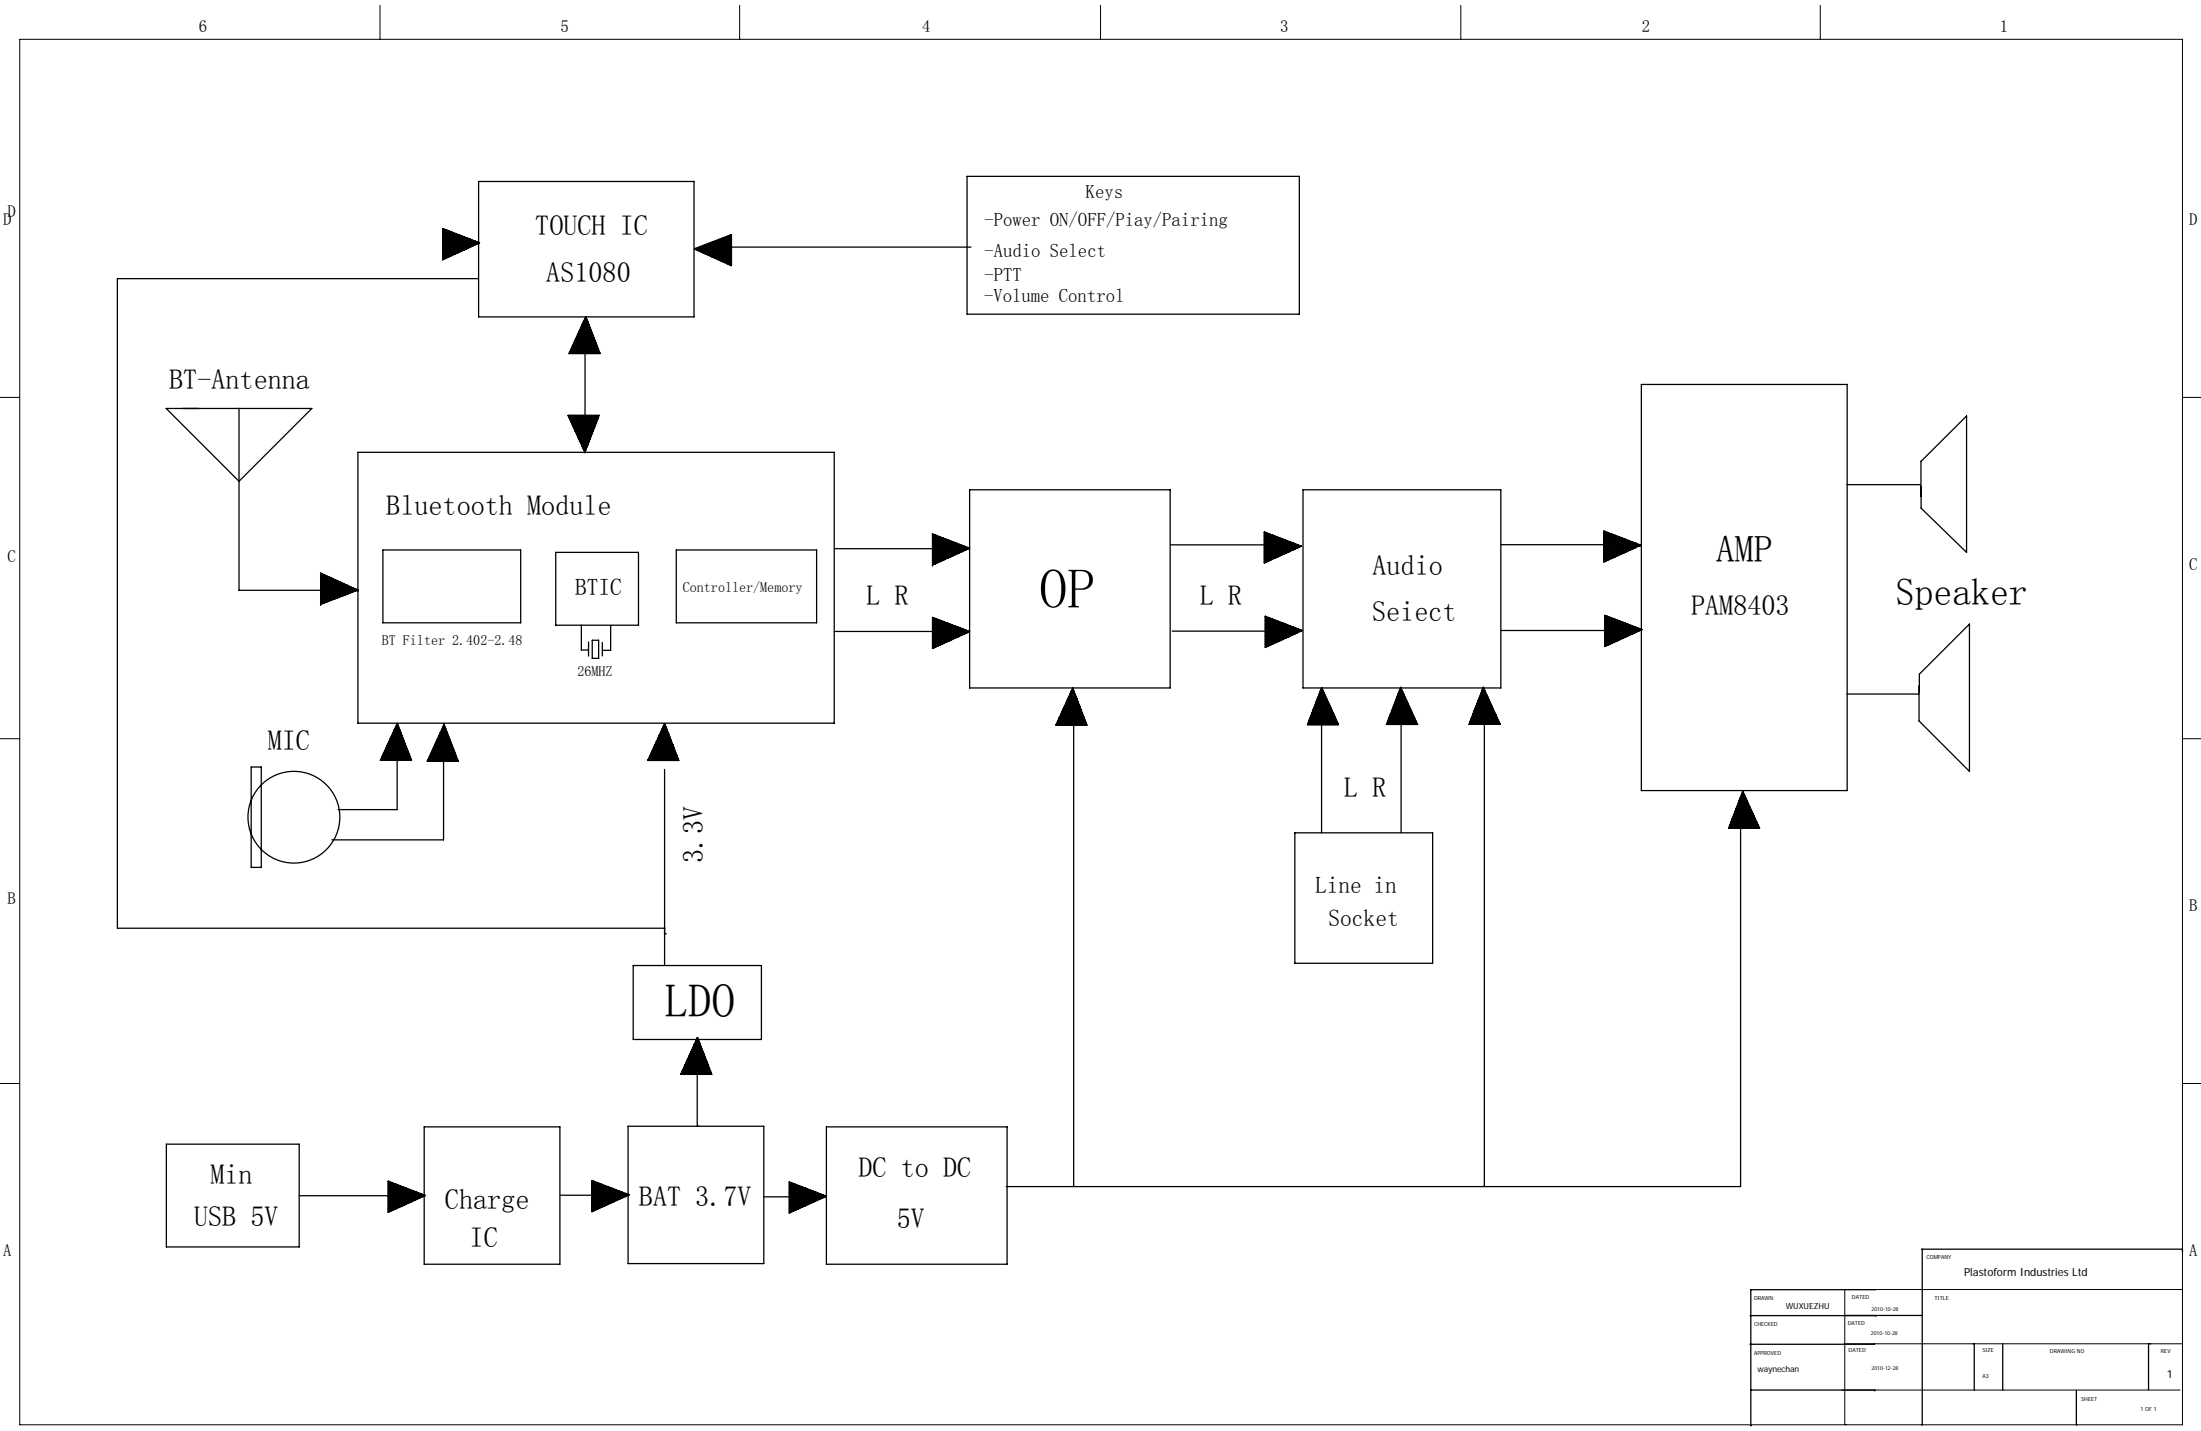 6 5 4 3 2 1
D
D
D
TOUCH IC
AS1080
Keys
-Power ON/OFF/Piay/Pairing
-Audio Select
-PTT
-Volume Control
BT-Antenna
Bluetooth Module
BTIC
Controller/Memory
BT Filter 2.402-2.48
26MHZ
L R
OP
L R
Audio
Seiect
AMP
PAM8403
Speaker
C
C
MIC
3.3V
L R
Line in
Socket
B
B
LDO
Min
USB 5V
Charge
IC
BAT 3.7V
DC to DC
5V
A
A
COMPANY
Plastoform Industries Ltd
DRAWN:
WUXUEZHU
DATED
2010-10-28
TITLE
CHECKED
DATED
2010-10-28
APPROVED
waynechan
DATED
2010-12-28
SIZE
A3
DRAWING NO
REV
1
SHEET
1 OF 1